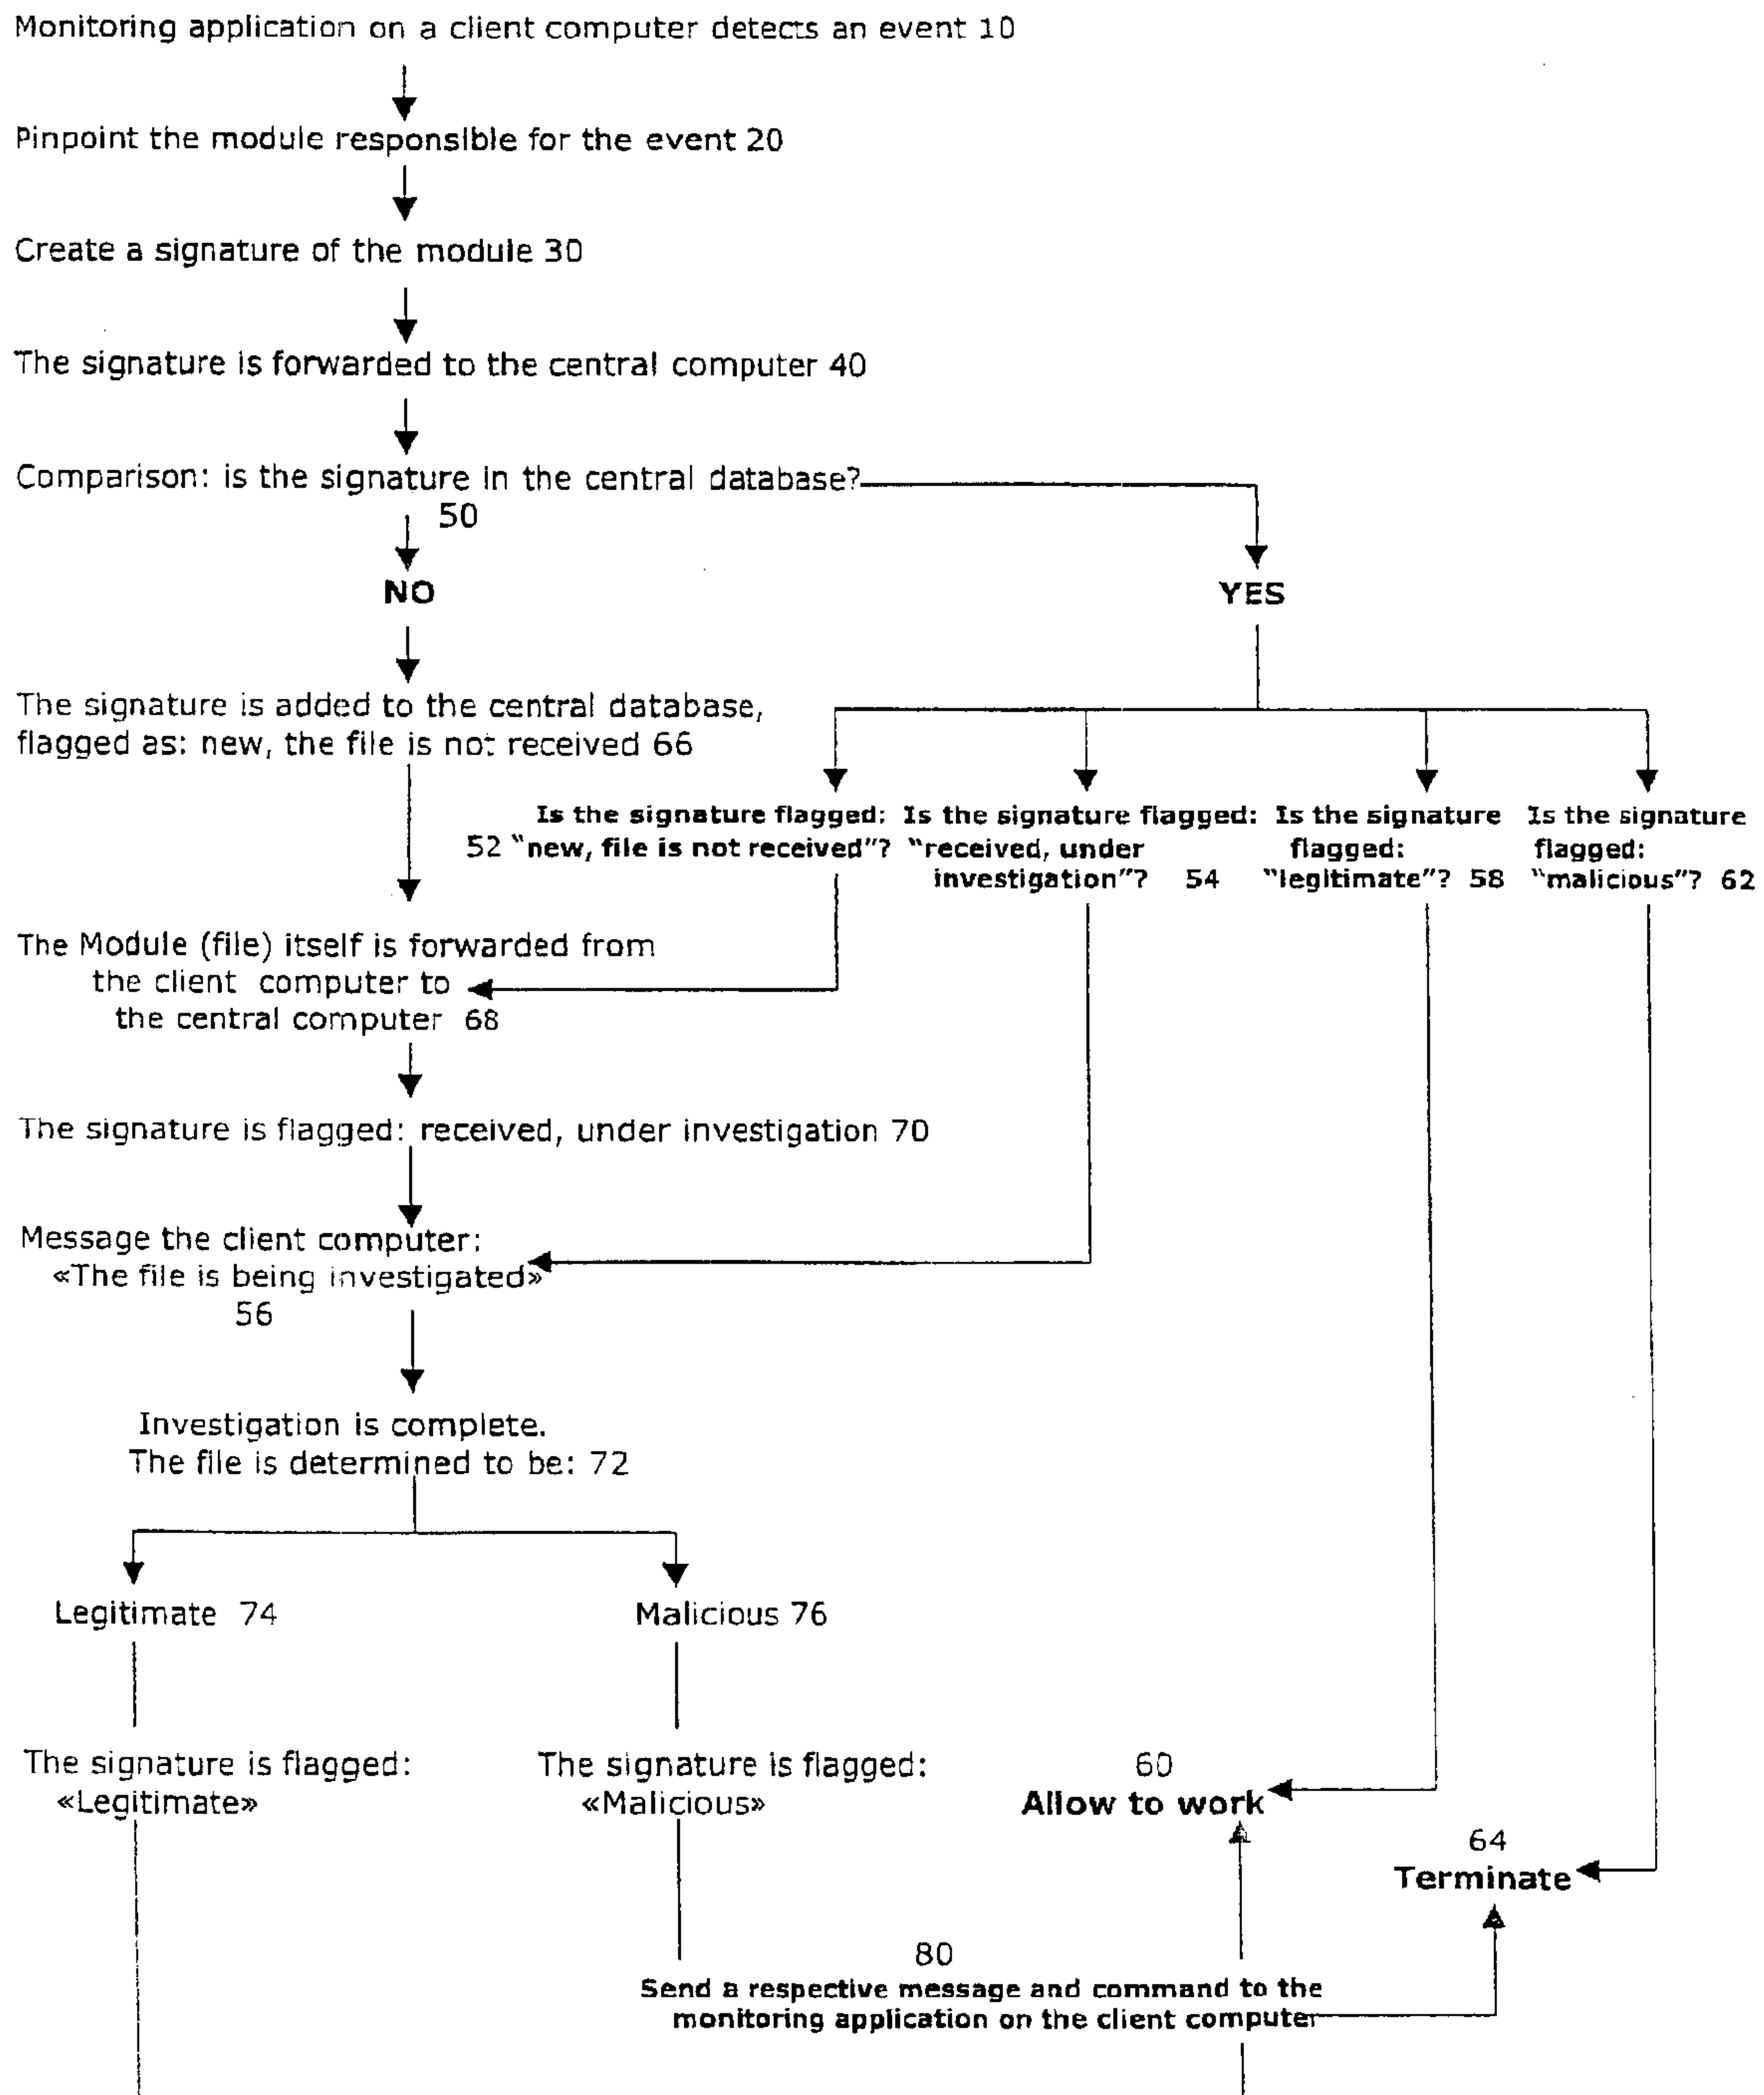 Monitoring application on a client computer detects an event 10
Pinpoint the module responsible for the event 20
Create a signature of the module 30
The signature is forwarded to the central computer 40
Comparison: is the signature in the central database?
50
NO
YES
The signature is added to the central database,
flagged as: new, the file is not received 66
Is the signature flagged:
52 "new, file is not received"?
Is the signature flagged:
"received, under
investigation"? 54
Is the signature
flagged:
"legitimate"? 58
Is the signature
flagged:
"malicious"? 62
The Module (file) itself is forwarded from
the client computer to
the central computer 68
The signature is flagged: received, under investigation 70
Message the client computer:
«The file is being investigated»
56
Investigation is complete.
The file is determined to be: 72
Legitimate 74
Malicious 76
The signature is flagged:
«Legitimate»
The signature is flagged:
«Malicious»
60
Allow to work
64
Terminate
80
Send a respective message and command to the
monitoring application on the client computer